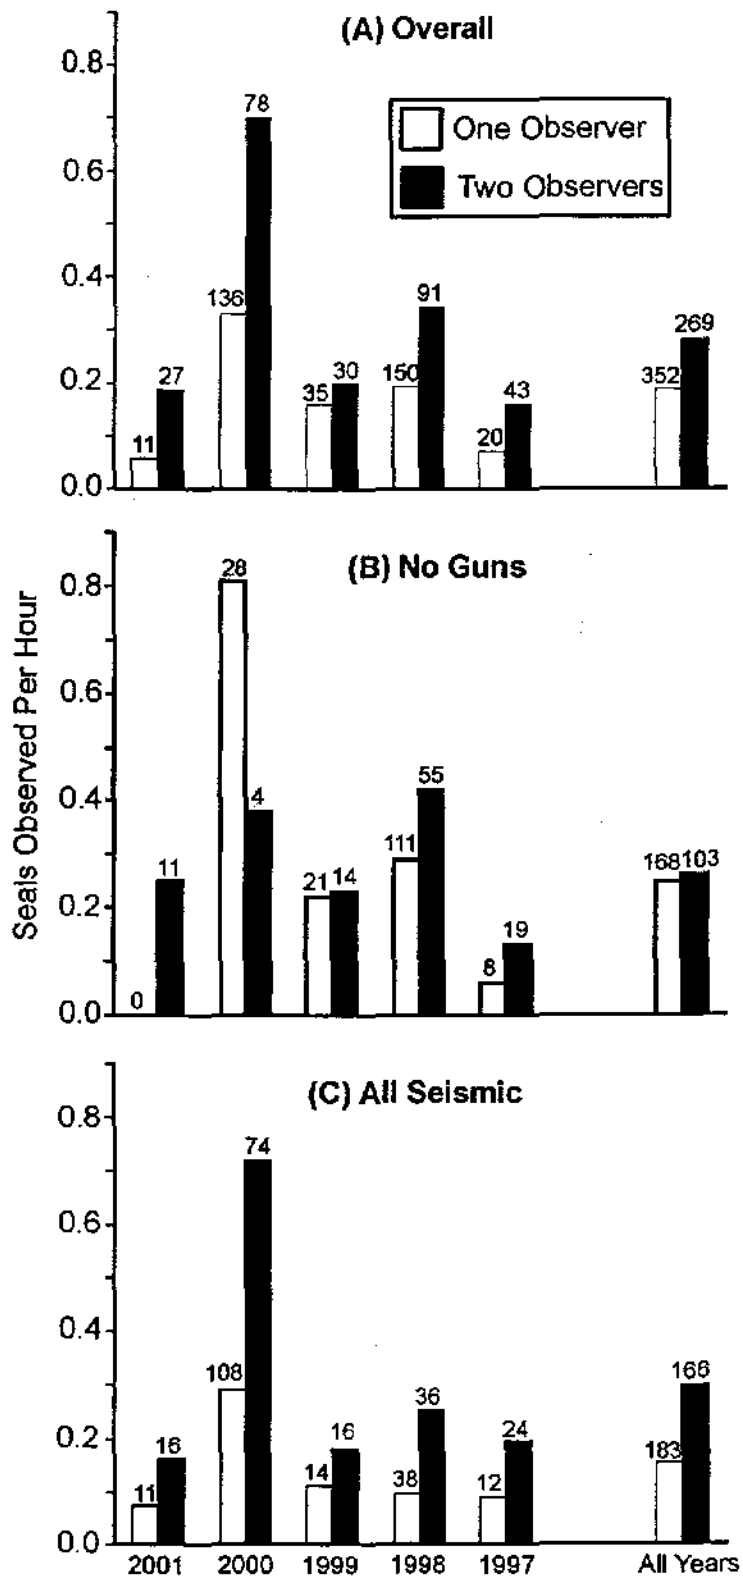 (A) Overall
0.8
0.6
0.4
0.2
0.0
One Observer
Two Observers
11 27 136 78 35 30 150 91 20 43 352 269
Seals Observed Per Hour
(B) No Guns
0.8
0.6
0.4
0.2
0.0
0 11 28 4 21 14 111 55 8 19 168 103
(C) All Seismic
0.8
0.6
0.4
0.2
0.0
11 16 108 74 14 16 38 36 12 24 183 166
2001 2000 1999 1998 1997 All Years